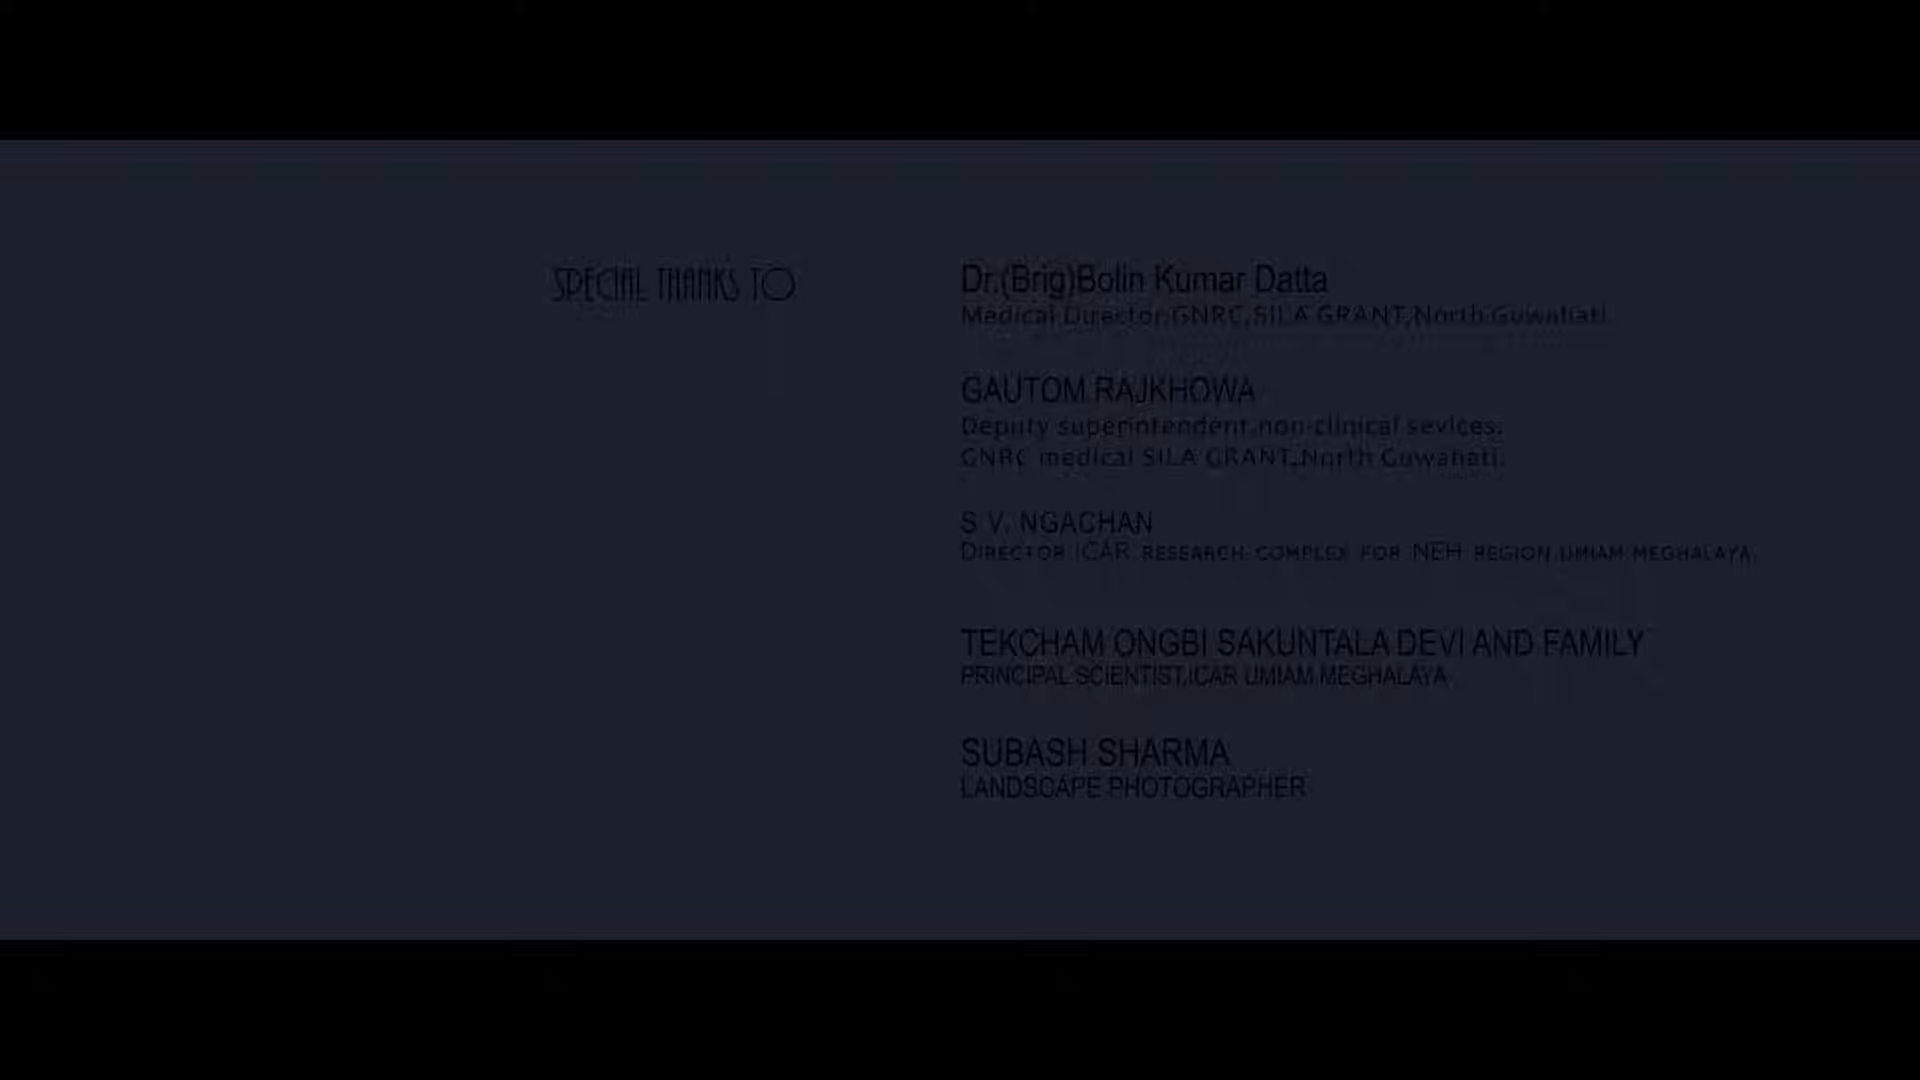 SPECIAL THANKS TO
Dr.(Brig)Bolin Kumar Datta
Medical Director,GNRC,SILA GRANT,North Guwahati.
GAUTOM RAJKHOWA
Deputy superintendent,non-clinical sevices.
GNRC medical SILA GRANT,North Guwahati.
S V. NGACHAN
DIRECTOR ICAR RESEARCH COMPLEX FOR NEH REGION,UMIAM MEGHALAYA.
TEKCHAM ONGBI SAKUNTALA DEVI AND FAMILY
PRINCIPAL SCIENTIST,ICAR UMIAM MEGHALAYA
SUBASH SHARMA
LANDSCAPE PHOTOGRAPHER